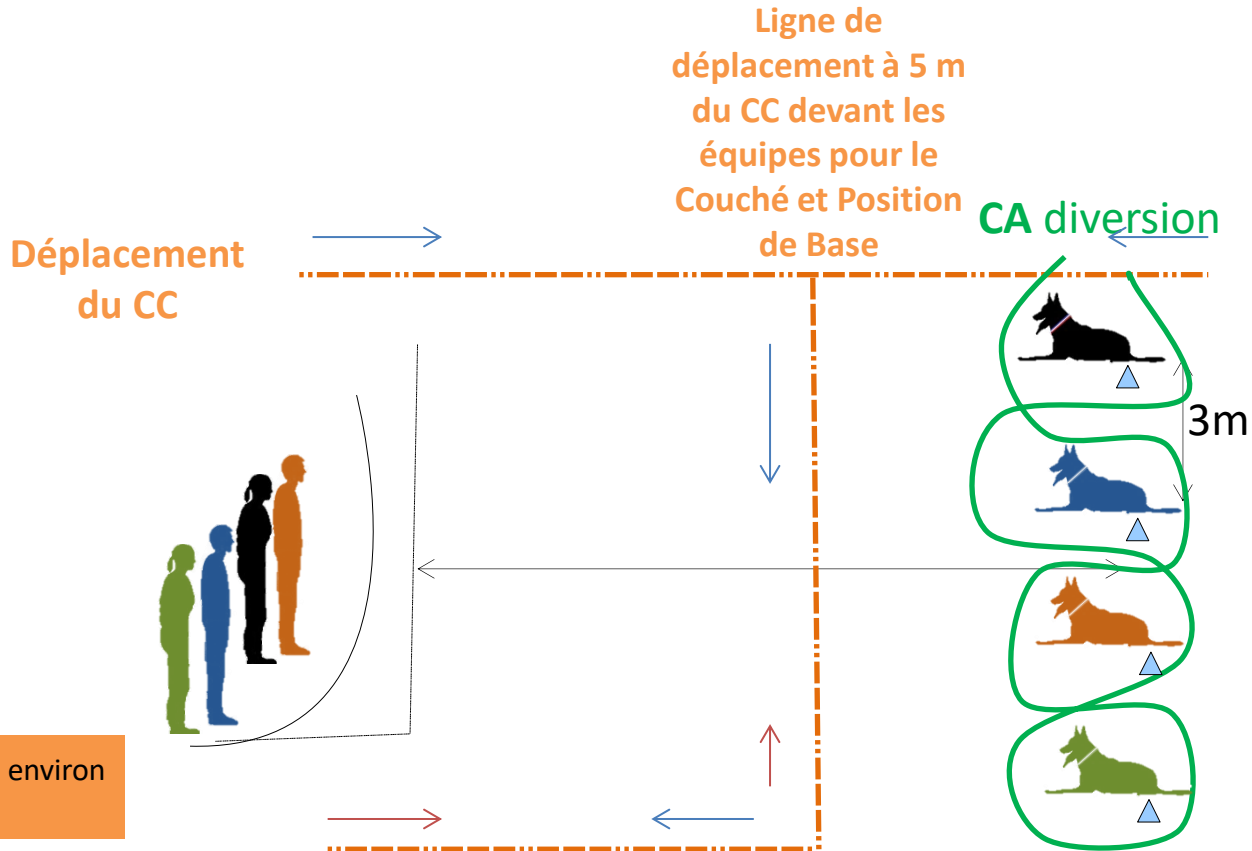 Ligne de
déplacement à 5 m
du CC devant les
équipes pour le
Couché et Position
de Base
CA diversion
Déplacement
du CC
3m
environ